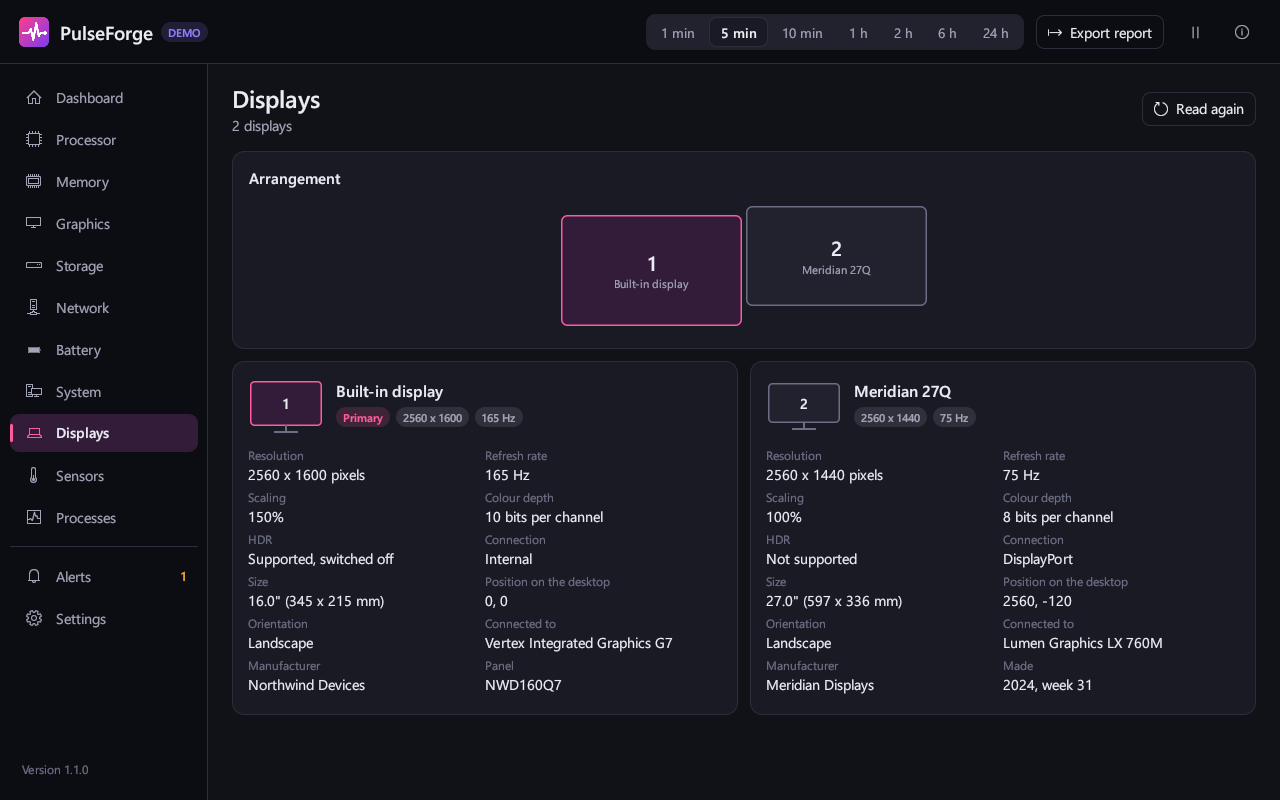 PulseForge DEMO
1 min 5 min 10 min 1 h 2 h 6 h 24 h
Export report
Dashboard
Processor
Memory
Graphics
Storage
Network
Battery
System
Displays
Sensors
Processes
Alerts 1
Settings
Version 1.1.0
Displays
2 displays
Read again
Arrangement
1
Built-in display
2
Meridian 27Q
1
Built-in display
Primary 2560 x 1600 165 Hz
Resolution
2560 x 1600 pixels
Refresh rate
165 Hz
Scaling
150%
Colour depth
10 bits per channel
HDR
Supported, switched off
Connection
Internal
Size
16.0" (345 x 215 mm)
Position on the desktop
0, 0
Orientation
Landscape
Connected to
Vertex Integrated Graphics G7
Manufacturer
Northwind Devices
Panel
NWD160Q7
2
Meridian 27Q
2560 x 1440 75 Hz
Resolution
2560 x 1440 pixels
Refresh rate
75 Hz
Scaling
100%
Colour depth
8 bits per channel
HDR
Not supported
Connection
DisplayPort
Size
27.0" (597 x 336 mm)
Position on the desktop
2560, -120
Orientation
Landscape
Connected to
Lumen Graphics LX 760M
Manufacturer
Meridian Displays
Made
2024, week 31